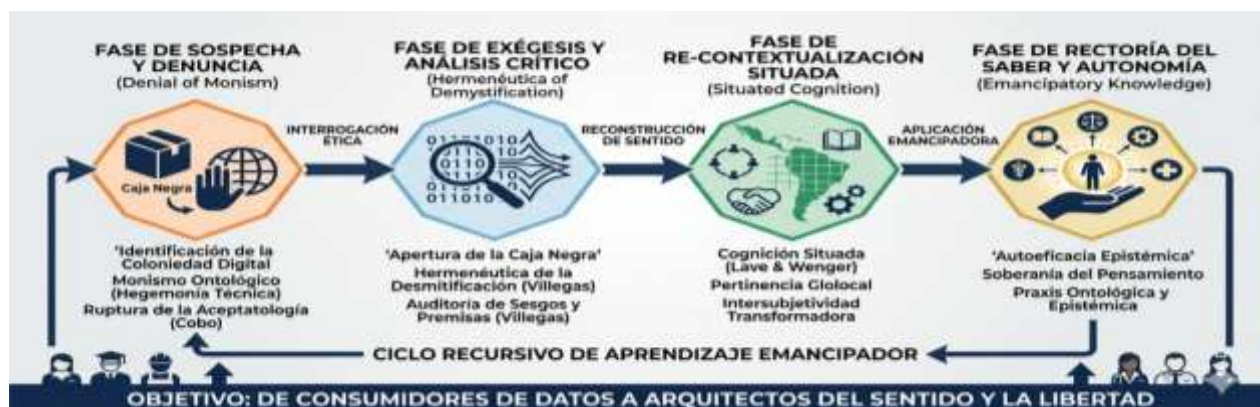 FASE DE SOSPECHA
Y DENUNCIA
(Denial of Monism)
Caja Negra
'Identificación de la
Coloniedad Digital
Monismo Ontológico
(Hegemonía Técnica)
Ruptura de la Aceptatología
(Cobo)
INTERROGACIÓN
ÉTICA
FASE DE EXÉGESIS Y
ANÁLISIS CRÍTICO
(Hermenéutica of
Demystification)
'Apertura de la Caja Negra'
Hermenéutica de la
Desmitificación (Villegas)
Auditoría de Sesgos y
Premisas (Villegas)
RECONSTRUCCIÓN
DE SENTIDO
FASE DE
RE-CONTEXTUALIZACIÓN
SITUADA
(Situated Cognition)
Cognición Situada
(Lave & Wenger)
Pertinencia Glolocal
Intersubjetividad
Transformadora
APLICACIÓN
EMANCIPADORA
FASE DE RECTORÍA DEL
SABER Y AUTONOMÍA
(Emancipatory Knowledge)
'Autoeficacia Epistémica'
Soberanía del Pensamiento
Praxis Ontológica y
Epistémica
CICLO RECURSIVO DE APRENDIZAJE EMANCIPADOR
OBJETIVO: DE CONSUMIDORES DE DATOS A ARQUITECTOS DEL SENTIDO Y LA LIBERTAD